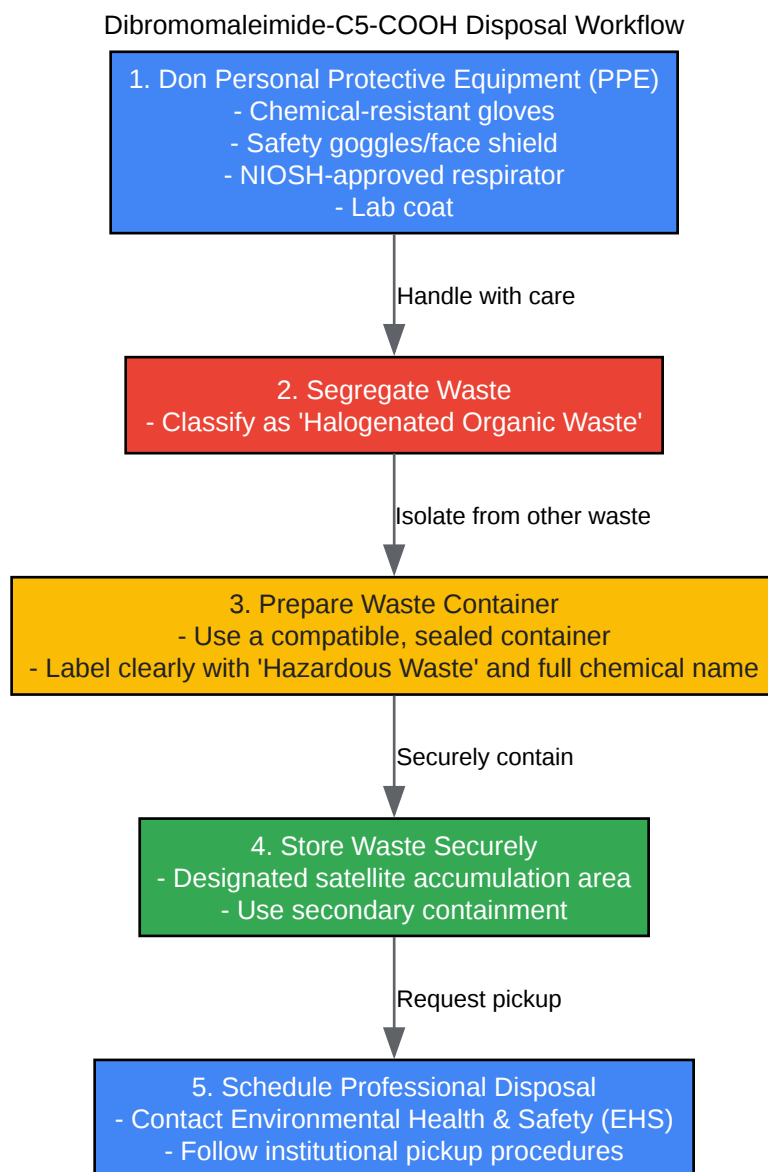 Dibromomaleimide-C5-COOH Disposal Workflow
1. Don Personal Protective Equipment (PPE)
- Chemical-resistant gloves
- Safety goggles/face shield
- NIOSH-approved respirator
- Lab coat
Handle with care
2. Segregate Waste
- Classify as 'Halogenated Organic Waste'
Isolate from other waste
3. Prepare Waste Container
- Use a compatible, sealed container
- Label clearly with 'Hazardous Waste' and full chemical name
Securely contain
4. Store Waste Securely
- Designated satellite accumulation area
- Use secondary containment
Request pickup
5. Schedule Professional Disposal
- Contact Environmental Health & Safety (EHS)
- Follow institutional pickup procedures